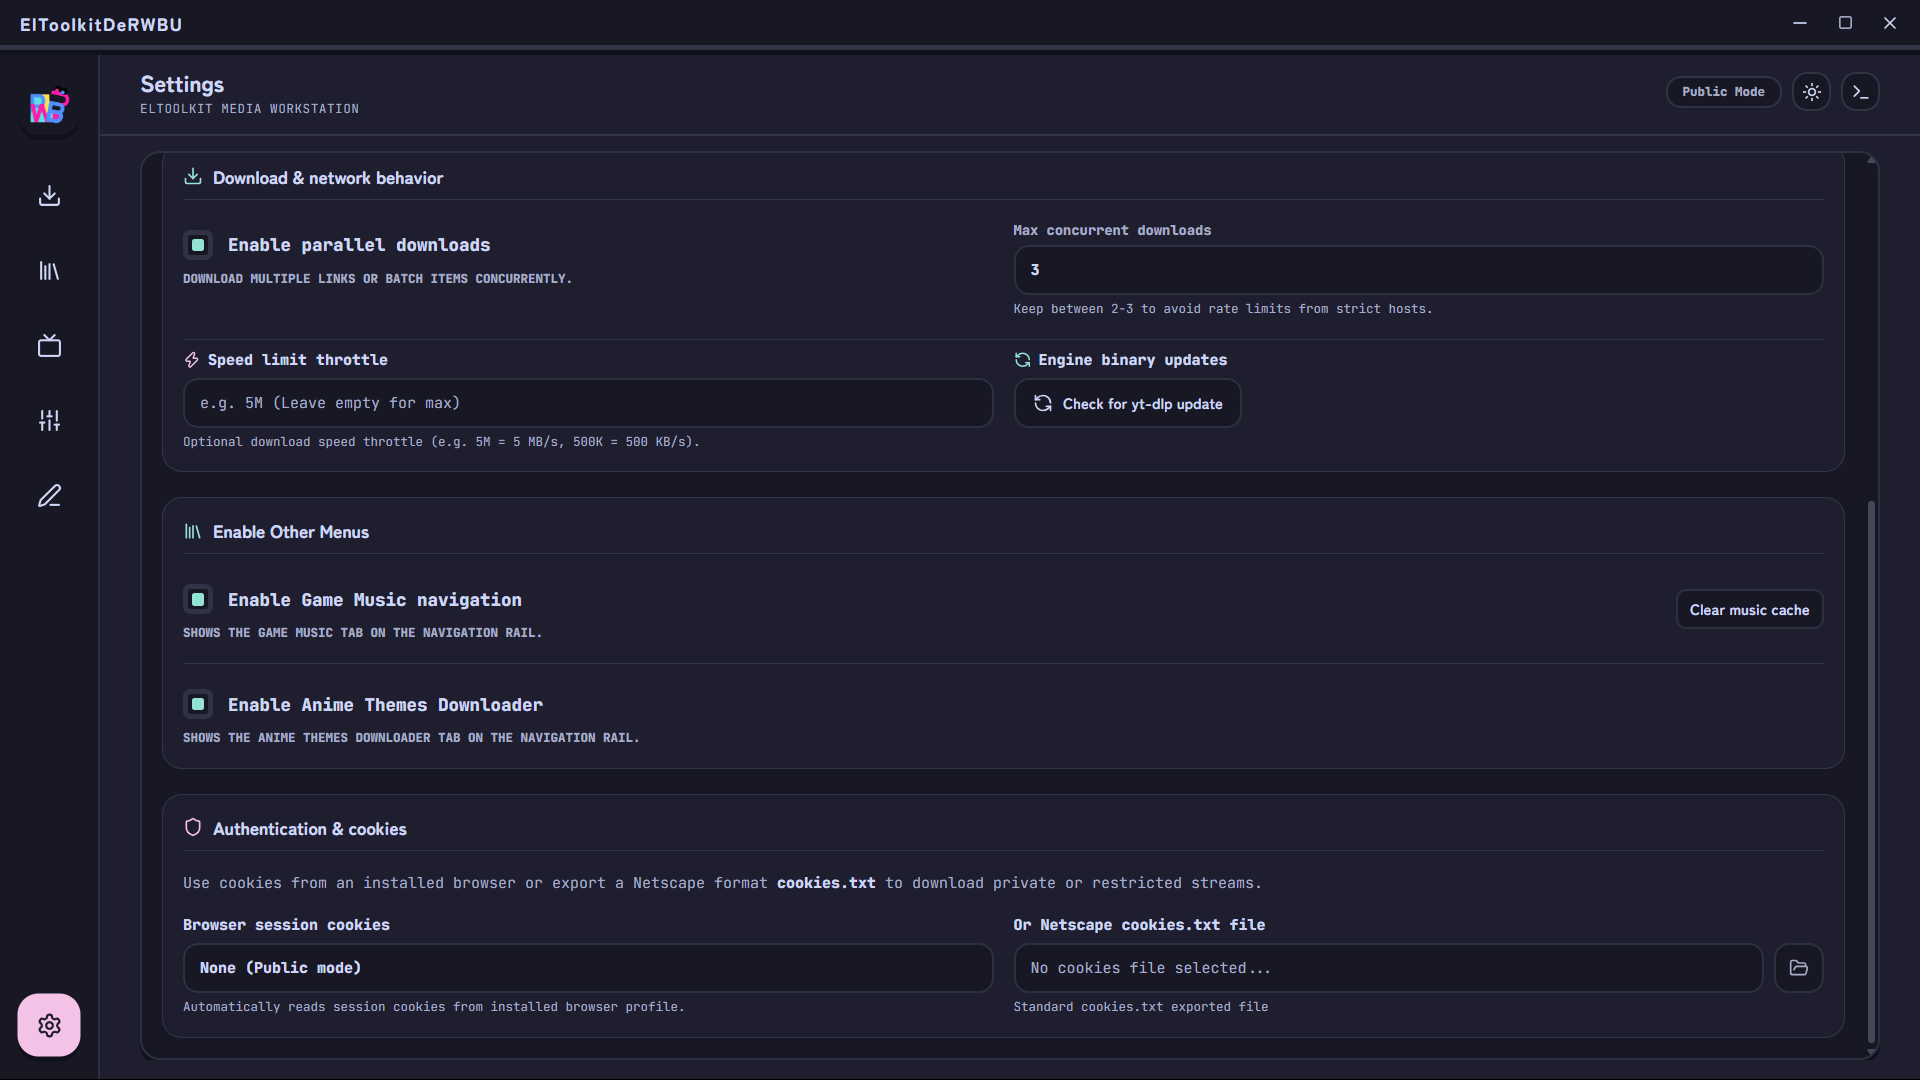 ElToolkitDeRWBU
Settings
ELTOOLKIT MEDIA WORKSTATION
Public Mode
Download & network behavior
Enable parallel downloads
DOWNLOAD MULTIPLE LINKS OR BATCH ITEMS CONCURRENTLY.
Max concurrent downloads
3
Keep between 2-3 to avoid rate limits from strict hosts.
Speed limit throttle
e.g. 5M (Leave empty for max)
Optional download speed throttle (e.g. 5M = 5 MB/s, 500K = 500 KB/s).
Engine binary updates
Check for yt-dlp update
Enable Other Menus
Enable Game Music navigation
SHOWS THE GAME MUSIC TAB ON THE NAVIGATION RAIL.
Clear music cache
Enable Anime Themes Downloader
SHOWS THE ANIME THEMES DOWNLOADER TAB ON THE NAVIGATION RAIL.
Authentication & cookies
Use cookies from an installed browser or export a Netscape format cookies.txt to download private or restricted streams.
Browser session cookies
None (Public mode)
Automatically reads session cookies from installed browser profile.
Or Netscape cookies.txt file
No cookies file selected...
Standard cookies.txt exported file